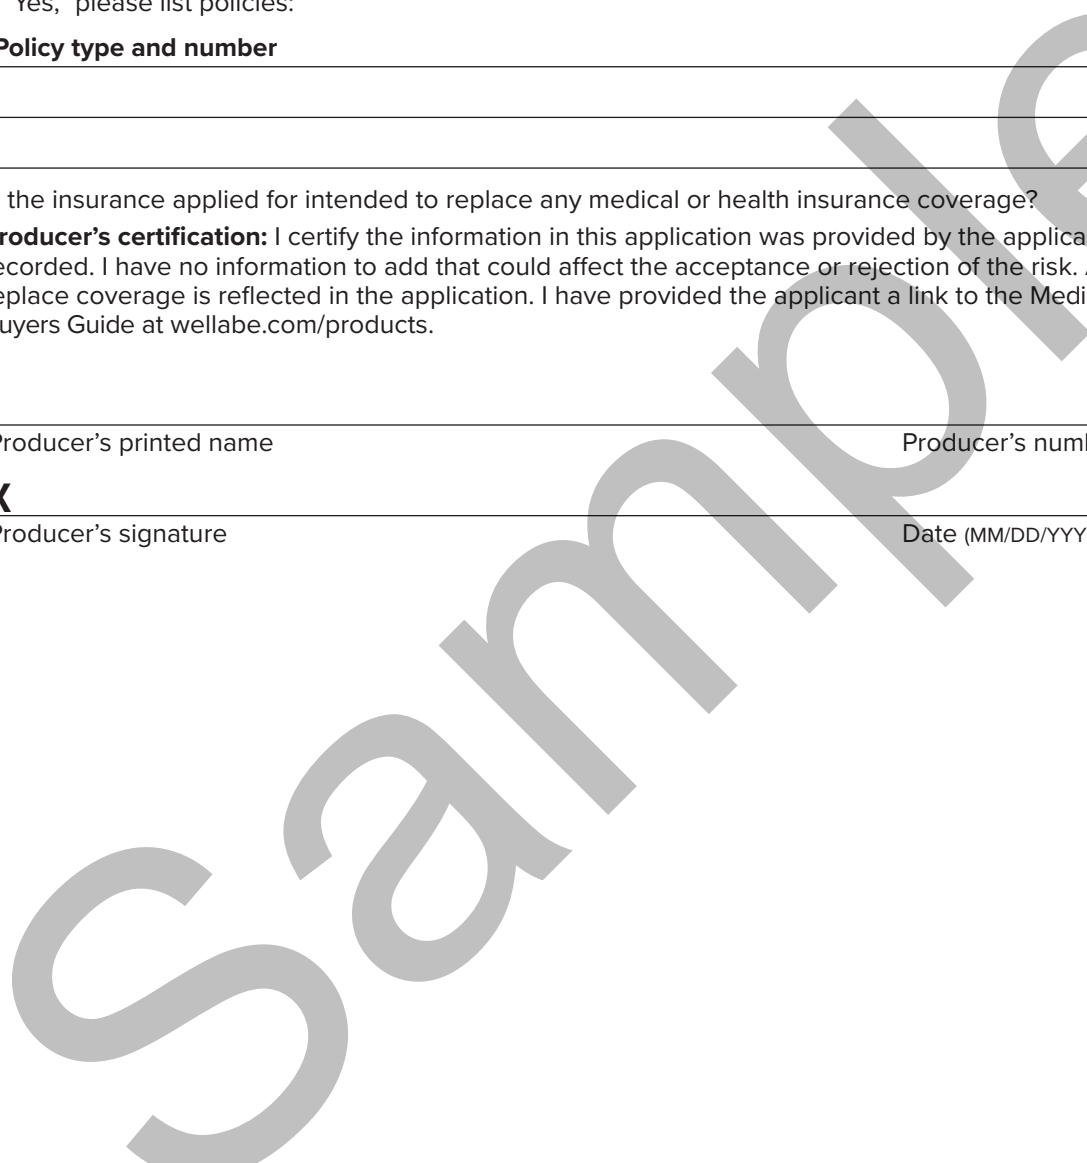 Yes," please list policies:
Policy type and number
the insurance applied for intended to replace any medical or health insurance coverage?
roducer's certification: I certify the information in this application was provided by the applica
ecorded. I have no information to add that could affect the acceptance or rejection of the risk. A
eplace coverage is reflected in the application. I have provided the applicant a link to the Medi
uyers Guide at wellabe.com/products.
Producer's printed name Producer's numb
X
Producer's signature Date (MM/DD/YYY
Sample